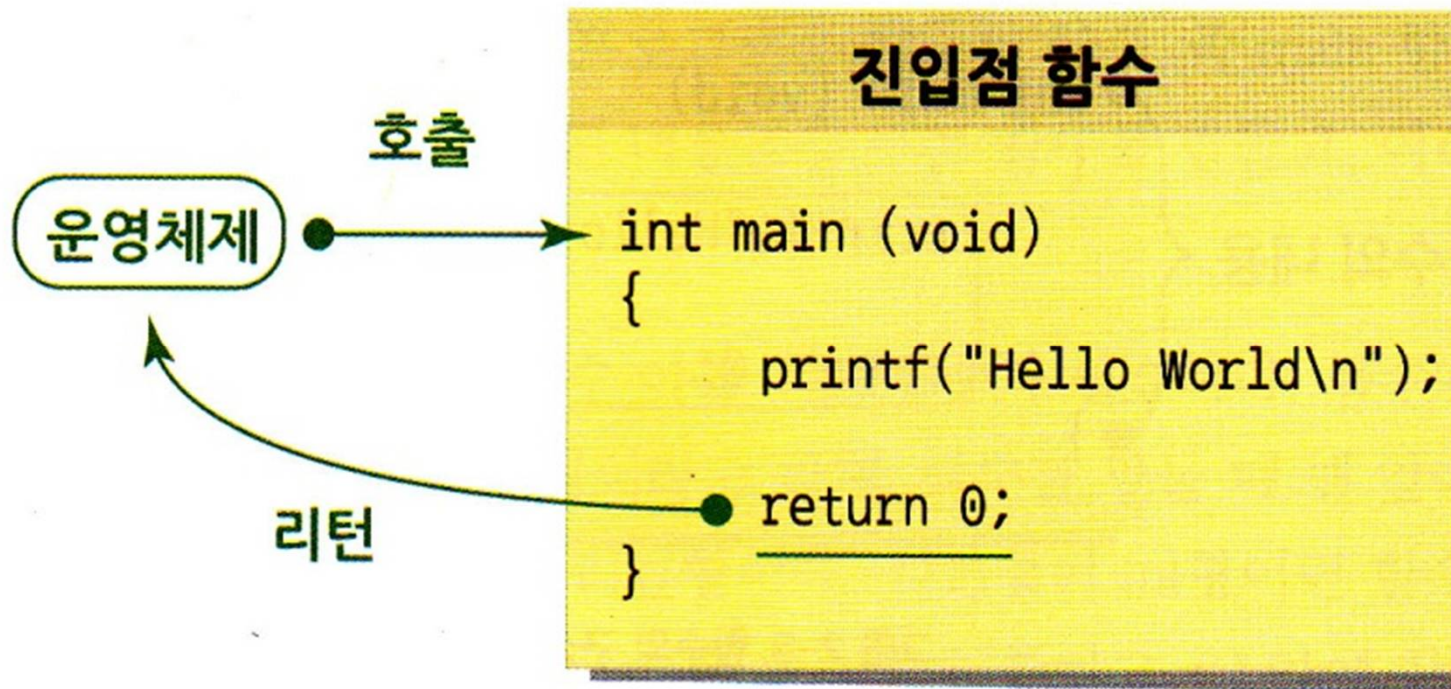 진입점 함수
호출
운영체제
int main (void)
{
printf("Hello World\n");
return 0;
}
리턴